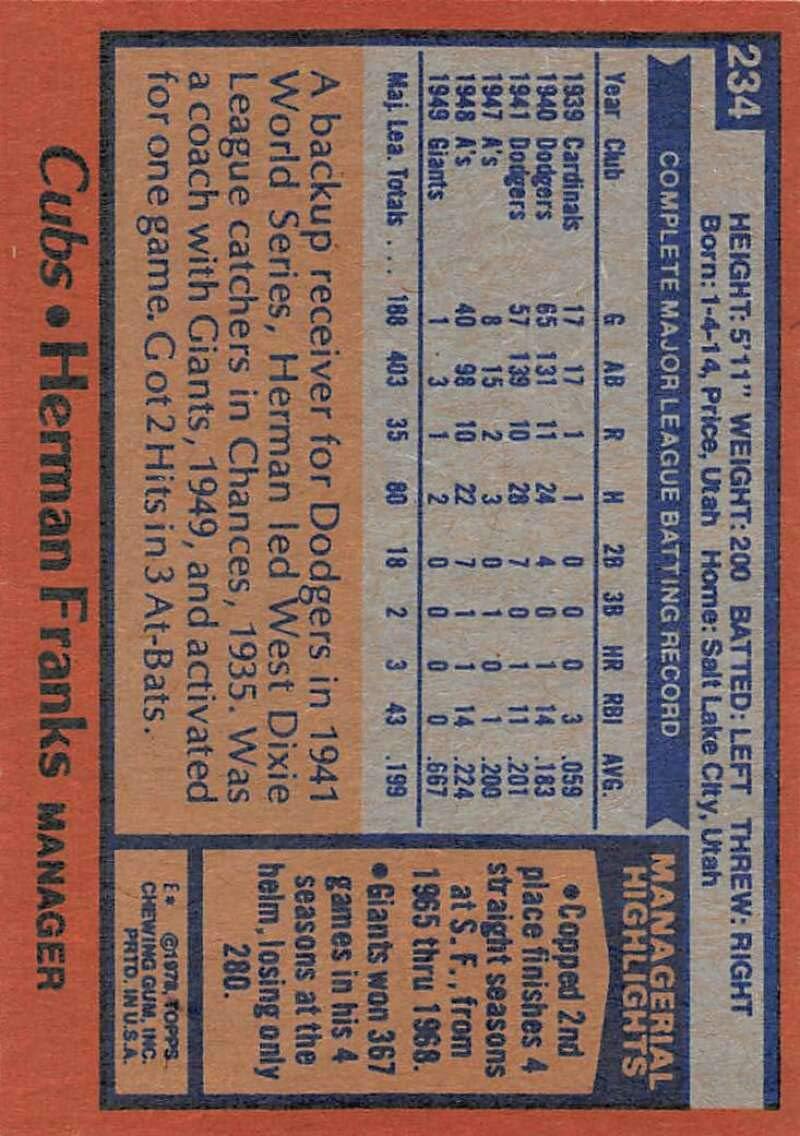 234
HEIGHT: 5'11" WEIGHT: 200 BATTED: LEFT THREW: RIGHT
Born: 1-4-14, Price, Utah Home: Salt Lake City, Utah
COMPLETE MAJOR LEAGUE BATTING RECORD
Year Club G AB R H 2B 3B HR RBI AVG.
1939 Cardinals 17 17 1 1 0 0 0 3 .059
1940 Dodgers 65 131 11 24 4 0 1 14 .183
1941 Dodgers 57 139 10 28 7 0 1 11 .201
1947 A's 8 15 2 3 0 1 0 1 .200
1948 A's 40 98 10 22 7 1 1 14 .224
1949 Giants 1 3 1 2 0 0 0 0 .667
Maj. Lea. Totals . . . 188 403 35 80 18 2 3 43 .199
A backup receiver for Dodgers in 1941
World Series, Herman led West Dixie
League catchers in Chances, 1935. Was
a coach with Giants, 1949, and activated
for one game. G ot 2 Hits in 3 At-Bats.
MANAGERIAL
HIGHLIGHTS
•Copped 2nd
place finishes 4
straight seasons
at S. F., from
1965 thru 1968.
•Giants won 367
games in his 4
seasons at the
helm, losing only
280.
E* ©1978, TOPPS
CHEWING GUM, INC.
PRTD. IN U.S.A.
Cubs • Herman Franks MANAGER